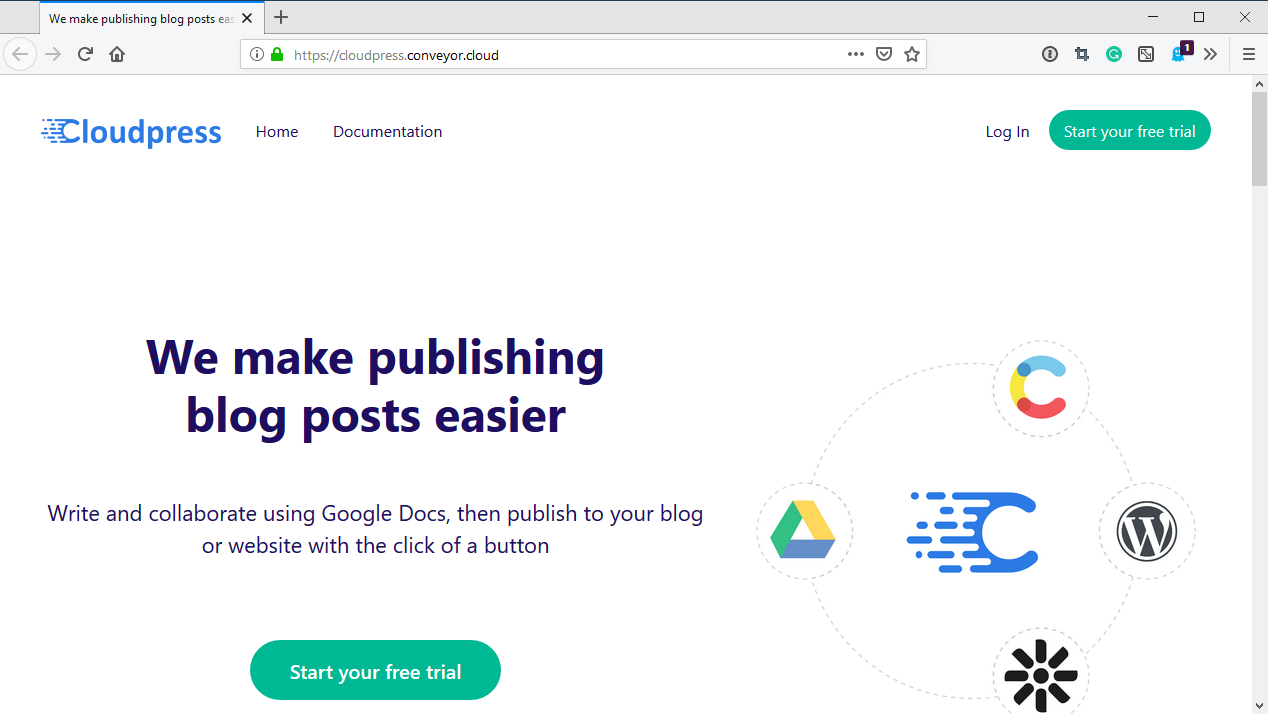 We make publishing blog posts eas
https://cloudpress.conveyor.cloud
1
Cloudpress
Home
Documentation
Log In
Start your free trial
We make publishing
blog posts easier
Write and collaborate using Google Docs, then publish to your blog
or website with the click of a button
Start your free trial